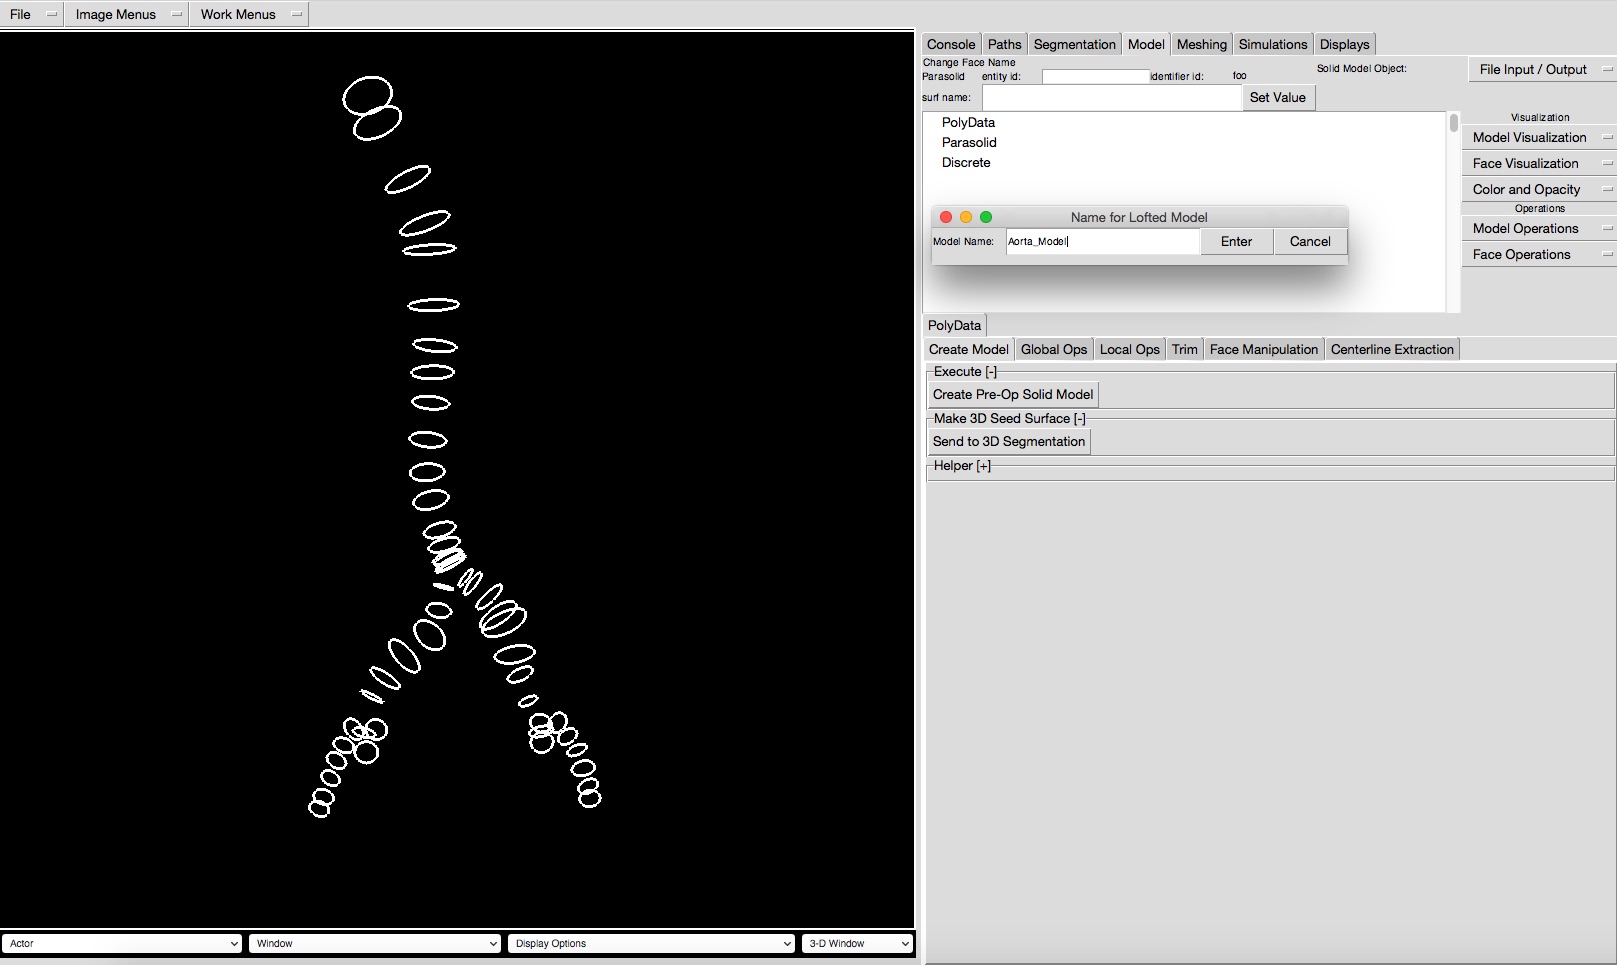 File Image Menus Work Menus
Console Paths Segmentation Model Meshing Simulations Displays
Change Face Name
Parasolid entity id: identifier id: foo Solid Model Object: File Input / Output
surf name: Set Value
PolyData
Parasolid
Discrete
Visualization
Model Visualization
Face Visualization
Color and Opacity
Operations
Model Operations
Face Operations
Name for Lofted Model
Model Name: Aorta_Model Enter Cancel
PolyData
Create Model Global Ops Local Ops Trim Face Manipulation Centerline Extraction
Execute [-]
Create Pre-Op Solid Model
Make 3D Seed Surface [-]
Send to 3D Segmentation
Helper [+]
Actor Window Display Options 3-D Window